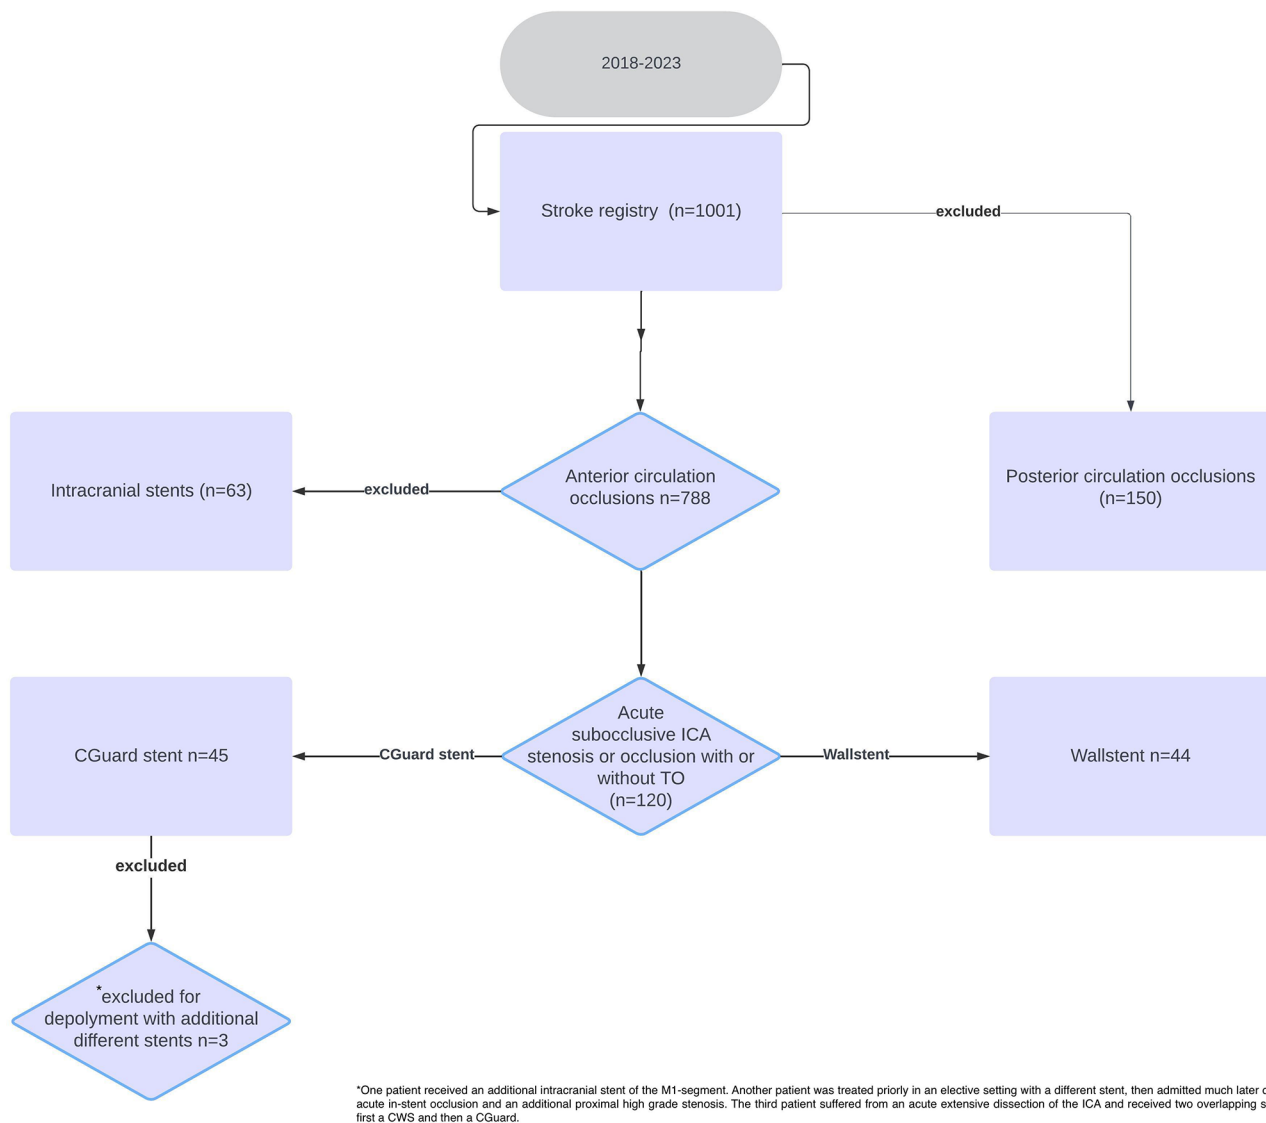 2018-2023
Stroke registry (n=1001)
excluded
Anterior circulation
occlusions n=788
excluded
Intracranial stents (n=63)
Posterior circulation occlusions
(n=150)
Acute
subocclusive ICA
stenosis or occlusion with or
without TO
(n=120)
CGuard stent
CGuard stent n=45
Wallstent
Wallstent n=44
excluded
*excluded for
depolyment with additional
different stents n=3
*One patient received an additional intracranial stent of the M1-segment. Another patient was treated priorly in an elective setting with a different stent, then admitted much later
acute in-stent occlusion and an additional proximal high grade stenosis. The third patient suffered from an acute extensive dissection of the ICA and received two overlapping
first a CWS and then a CGuard.